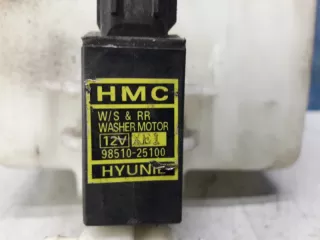 HMC
W/S & RR
WASHER MOTOR
12V
98510-25100